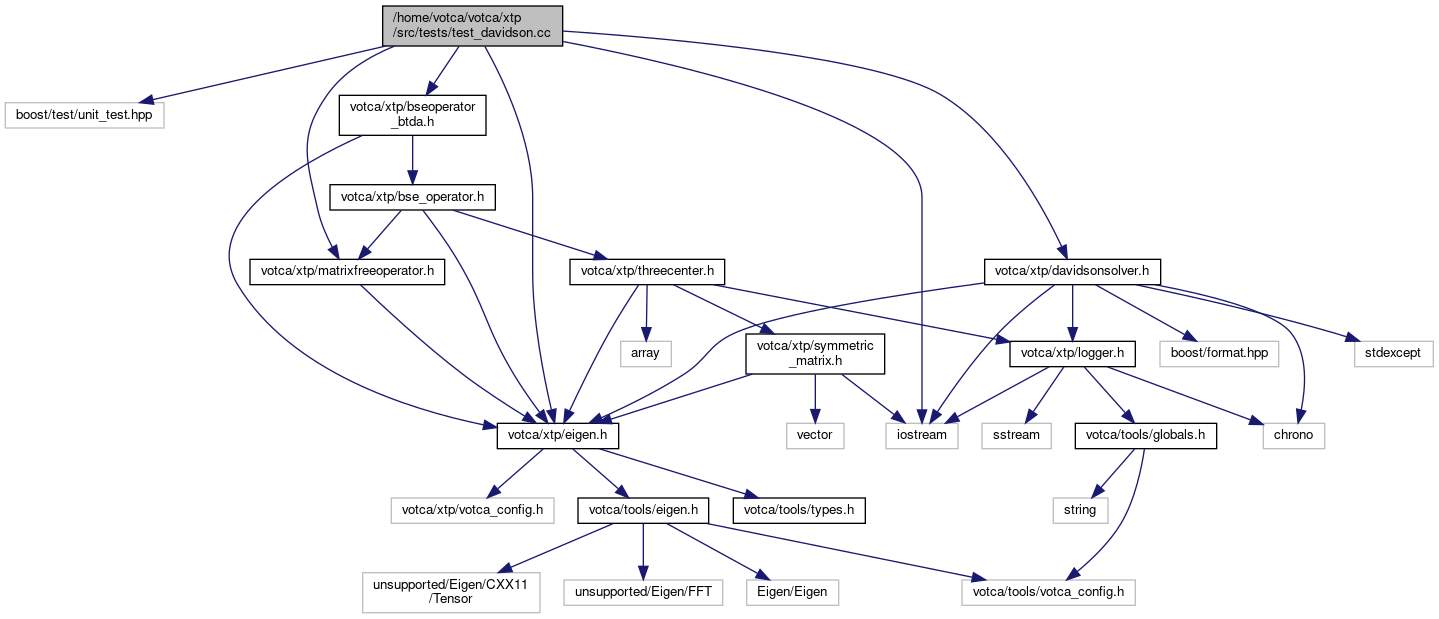 /home/votca/votca/xtp
/src/tests/test_davidson.cc
boost/test/unit_test.hpp
votca/xtp/bseoperator
_btda.h
votca/xtp/bse_operator.h
votca/xtp/matrixfreeoperator.h
votca/xtp/threecenter.h
votca/xtp/davidsonsolver.h
array
votca/xtp/symmetric
_matrix.h
votca/xtp/logger.h
boost/format.hpp
stdexcept
votca/xtp/eigen.h
vector
iostream
sstream
votca/tools/globals.h
chrono
votca/xtp/votca_config.h
votca/tools/eigen.h
votca/tools/types.h
string
unsupported/Eigen/CXX11
/Tensor
unsupported/Eigen/FFT
Eigen/Eigen
votca/tools/votca_config.h